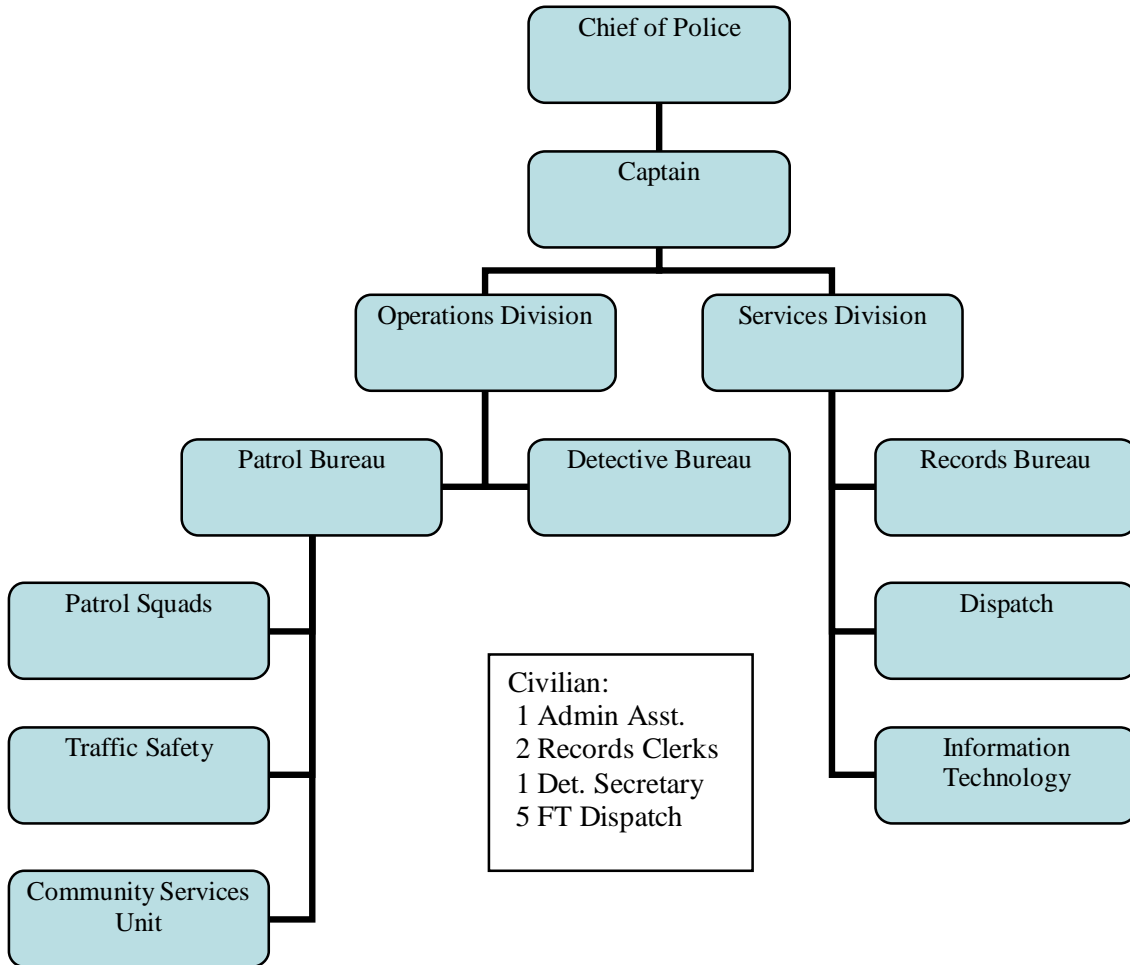 Chief of Police
Captain
Operations Division
Services Division
Patrol Bureau
Detective Bureau
Records Bureau
Patrol Squads
Dispatch
Civilian:
1 Admin Asst.
2 Records Clerks
1 Det. Secretary
5 FT Dispatch
Traffic Safety
Information
Technology
Community Services
Unit